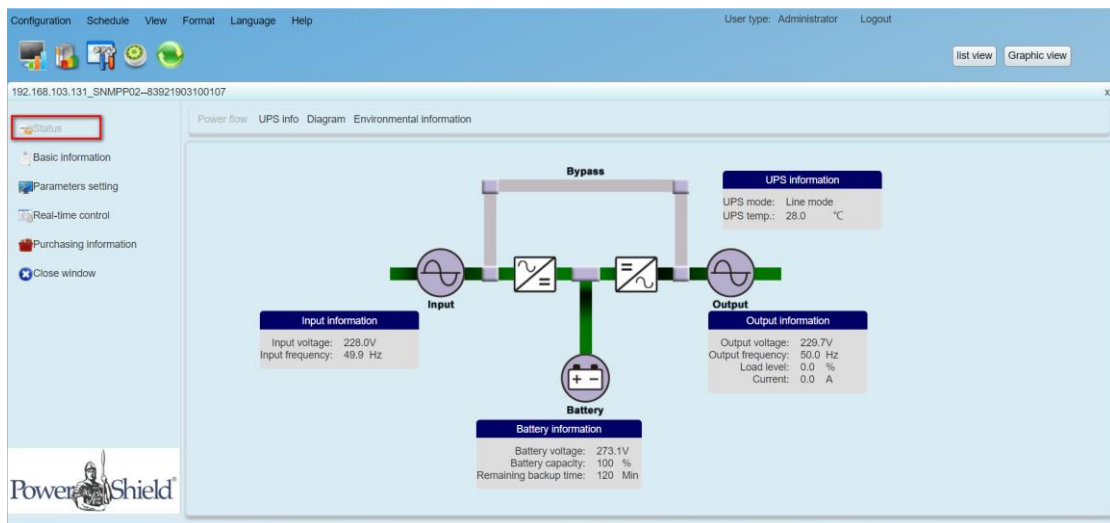 Configuration Schedule View Format Language Help User type: Administrator Logout
list view Graphic view
192.168.103.131_SNMPP02--83921903100107 x
Status
Basic information
Parameters setting
Real-time control
Purchasing information
Close window
Power flow UPS info Diagram Environmental information
Bypass
UPS information
UPS mode: Line mode
UPS temp.: 28.0 ℃
Input
Output
Input information
Input voltage: 228.0V
Input frequency: 49.9 Hz
Output information
Output voltage: 229.7V
Output frequency: 50.0 Hz
Load level: 0.0 %
Current: 0.0 A
Battery
Battery information
Battery voltage: 273.1V
Battery capacity: 100 %
Remaining backup time: 120 Min
PowerShield®